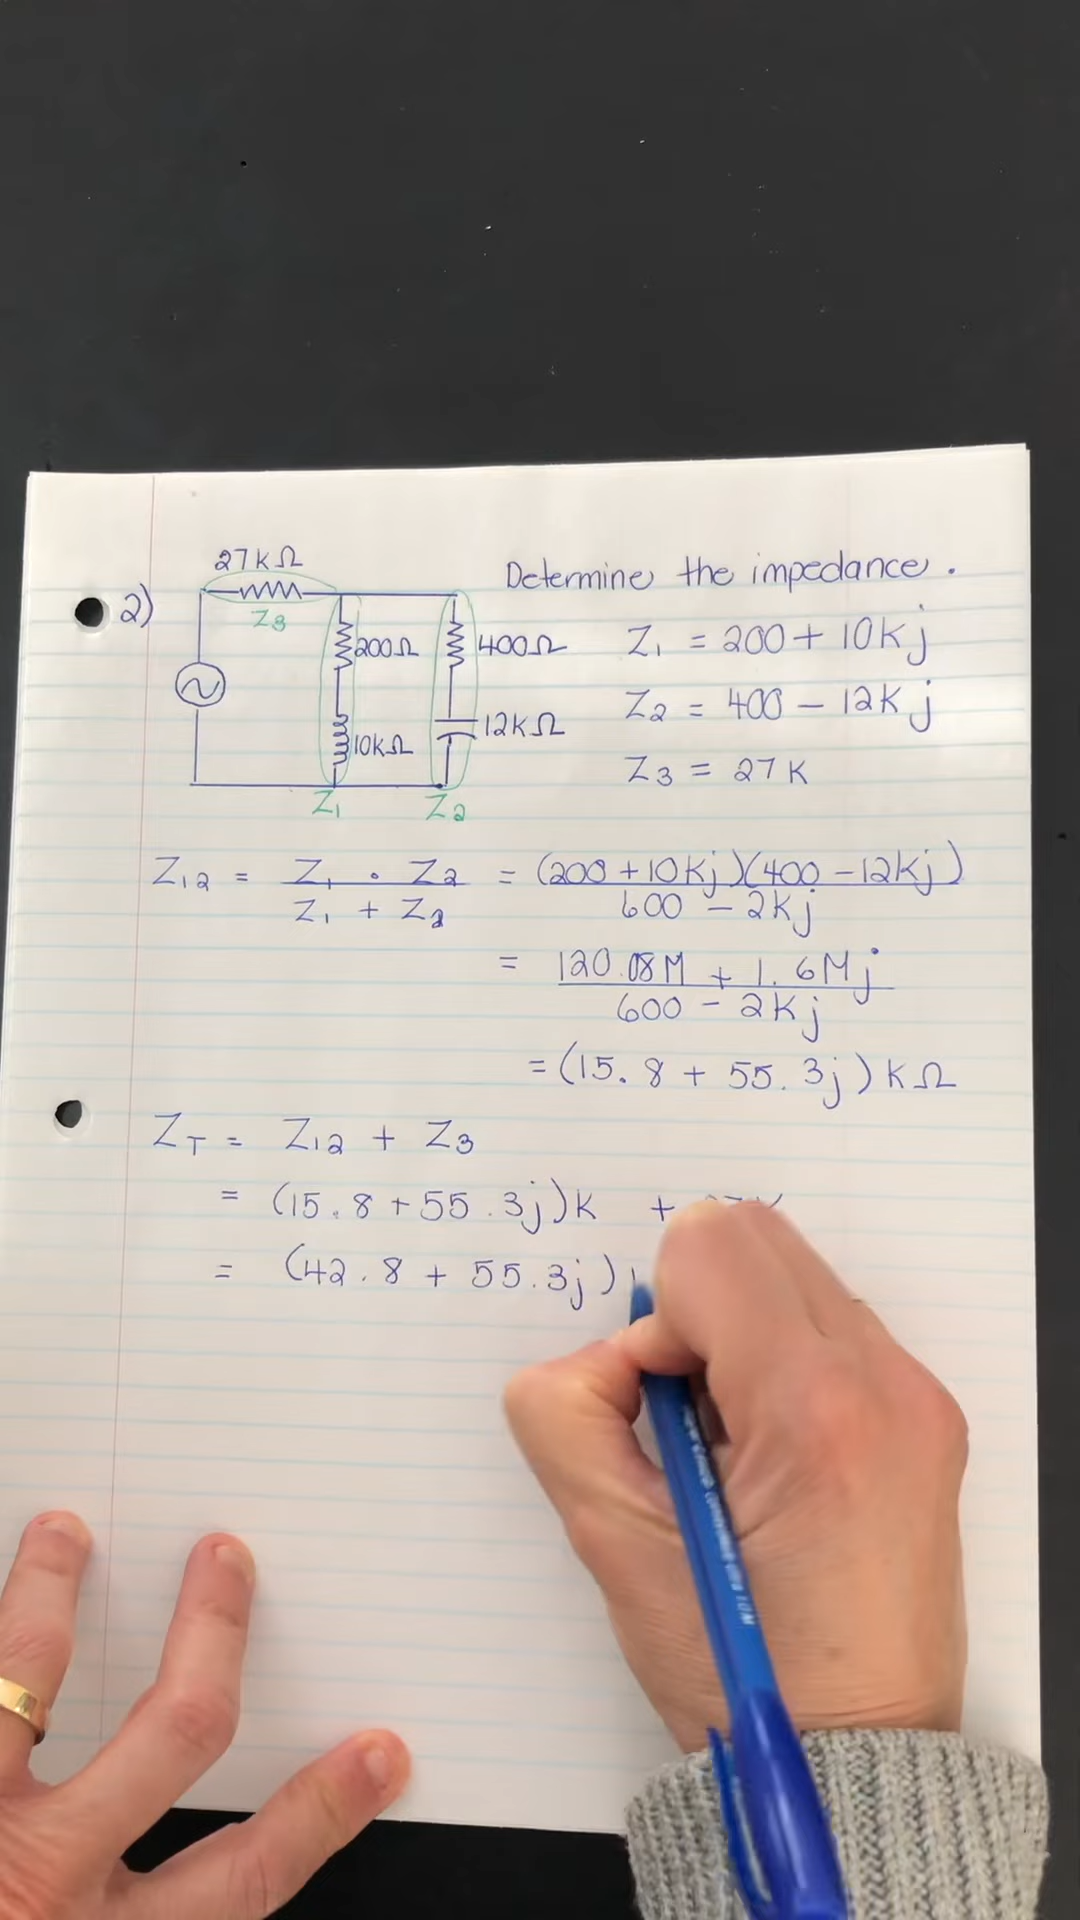 27KΩ
Determine the impedance.
2)
Z3
200Ω
400Ω
Z1 = 200 + 10Kj
Z2 = 400 - 12Kj
10KΩ
12KΩ
Z3 = 27K
Z1
Z2
Z12 = Z1 · Z2 / Z1 + Z2 = (200 + 10Kj)(400 - 12Kj) / 600 - 2Kj
= 120.08M + 1.6Mj / 600 - 2Kj
= (15.8 + 55.3j) KΩ
ZT = Z12 + Z3
= (15.8 + 55.3j)K +
= (42.8 + 55.3j)